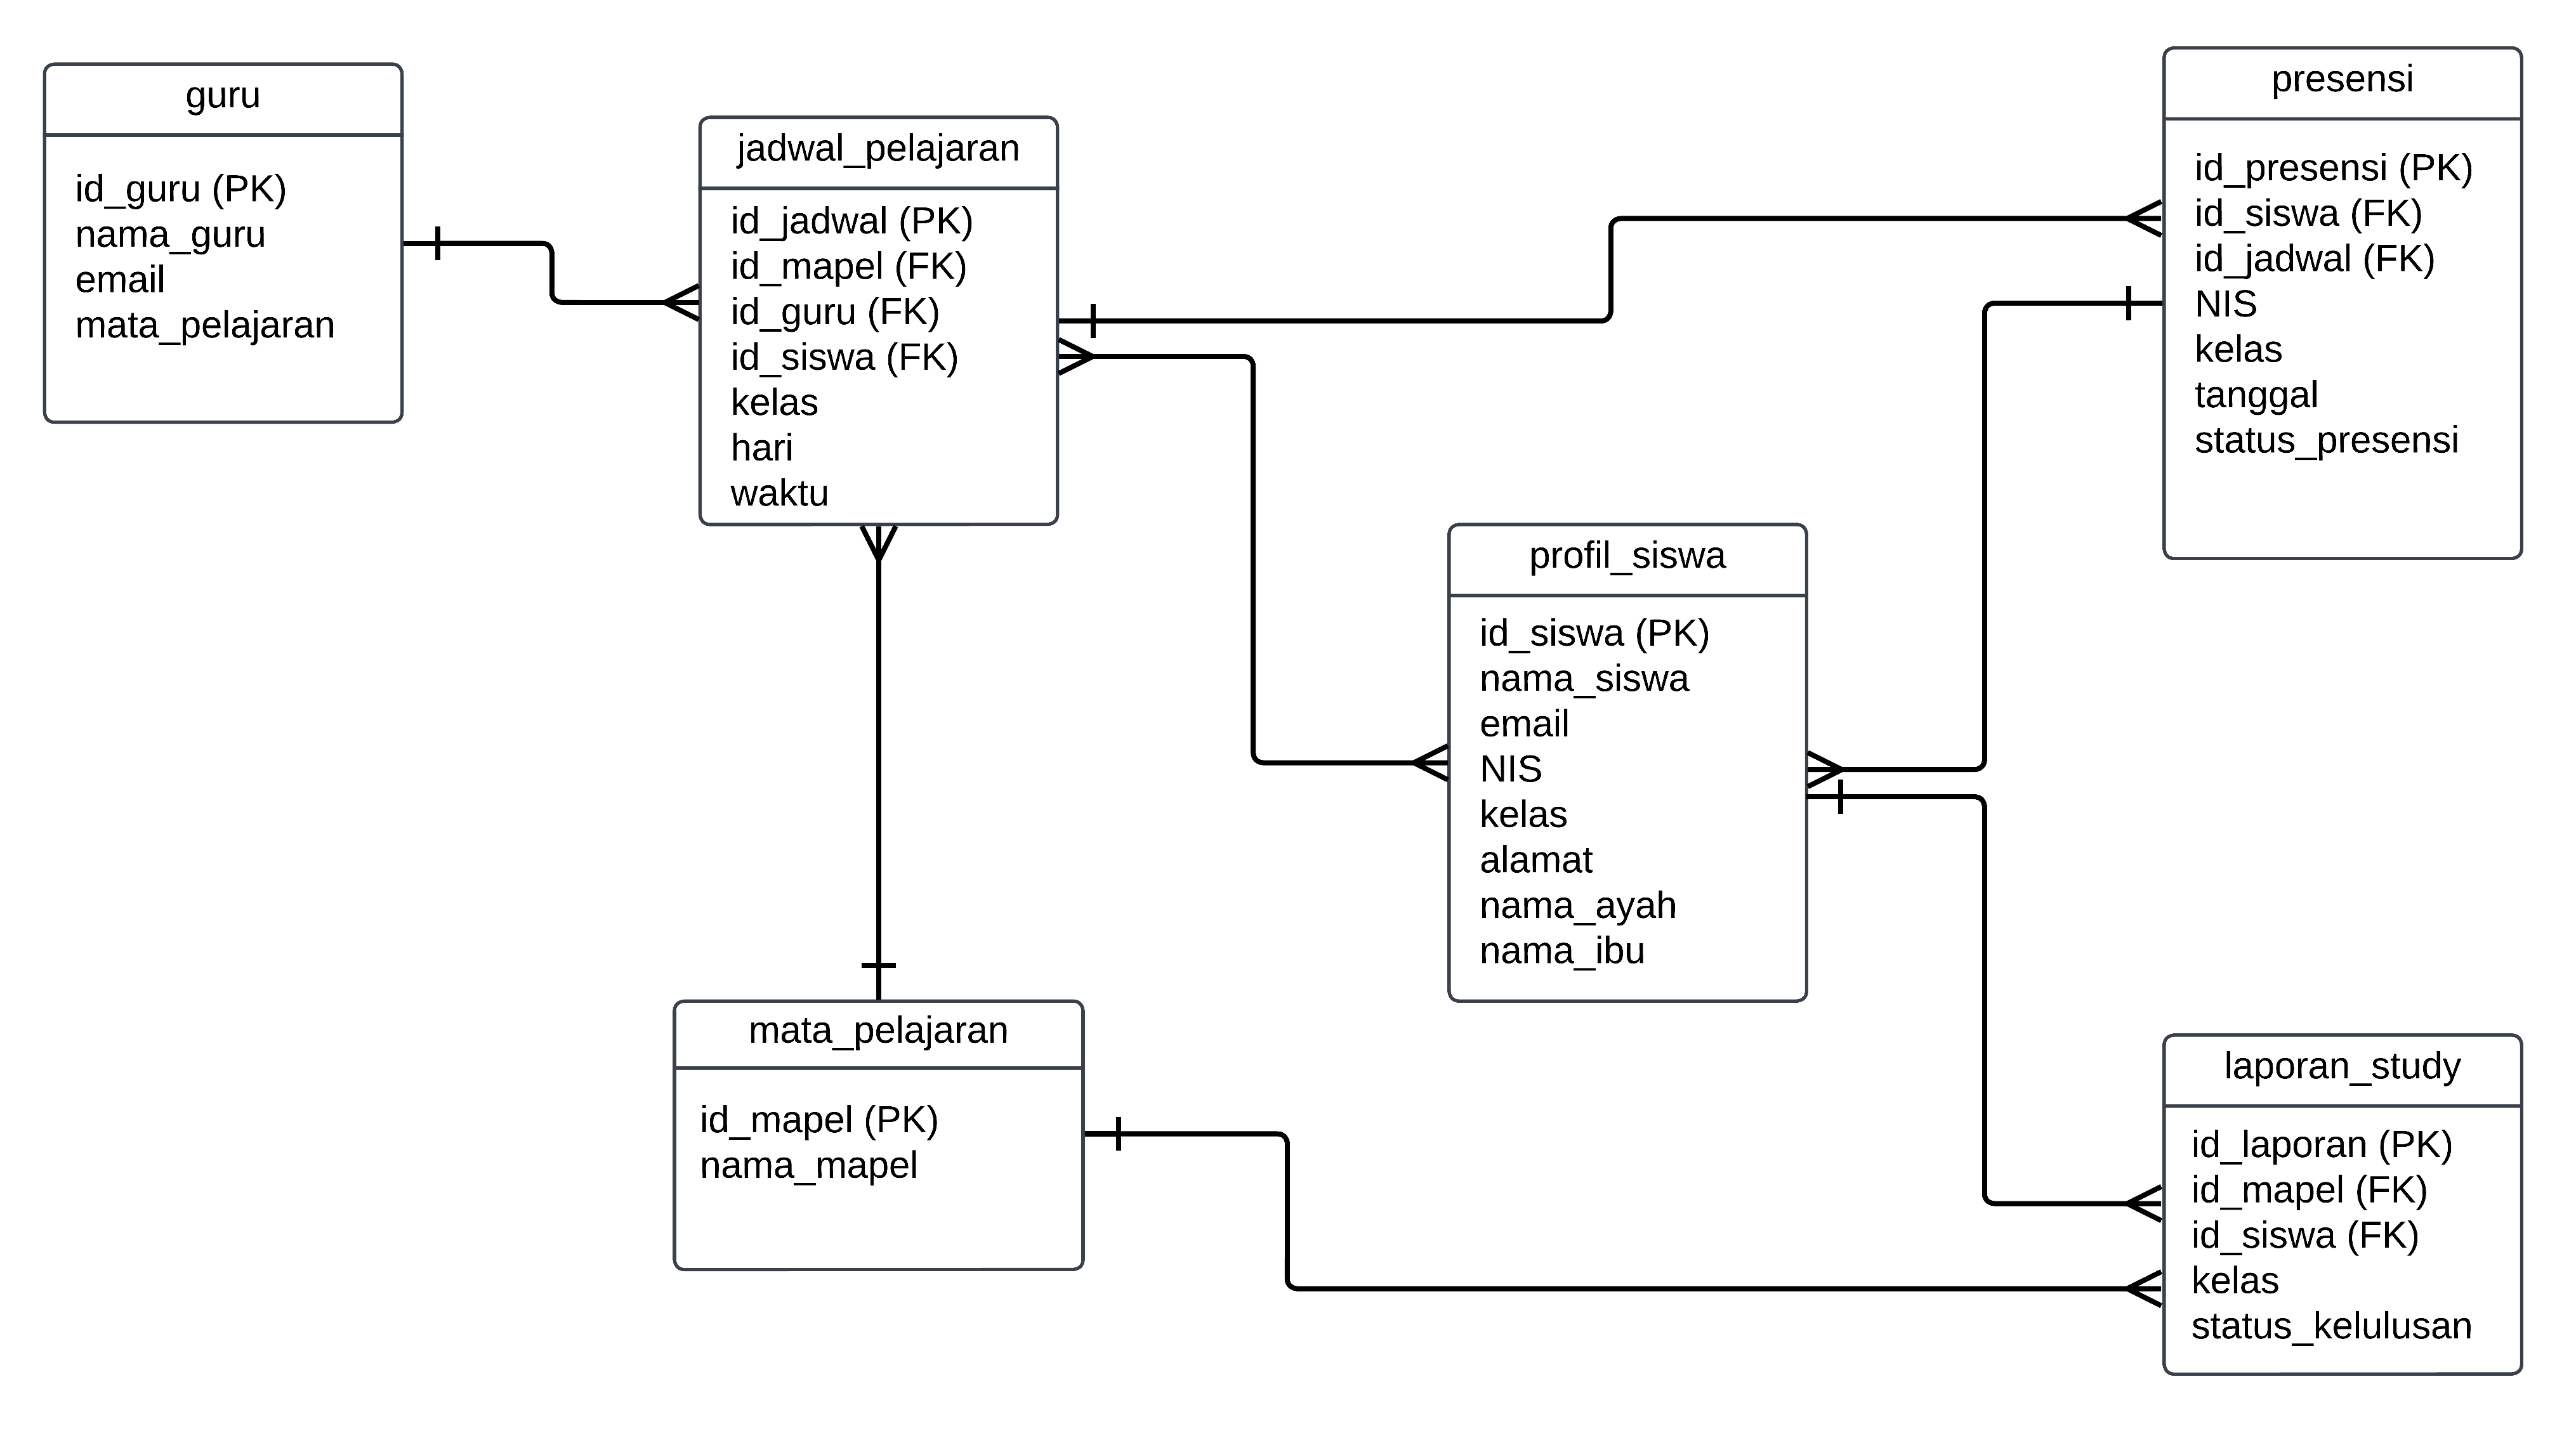 guru
id_guru (PK)
nama_guru
email
mata_pelajaran
jadwal_pelajaran
id_jadwal (PK)
id_mapel (FK)
id_guru (FK)
id_siswa (FK)
kelas
hari
waktu
presensi
id_presensi (PK)
id_siswa (FK)
id_jadwal (FK)
NIS
kelas
tanggal
status_presensi
profil_siswa
id_siswa (PK)
nama_siswa
email
NIS
kelas
alamat
nama_ayah
nama_ibu
mata_pelajaran
id_mapel (PK)
nama_mapel
laporan_study
id_laporan (PK)
id_mapel (FK)
id_siswa (FK)
kelas
status_kelulusan